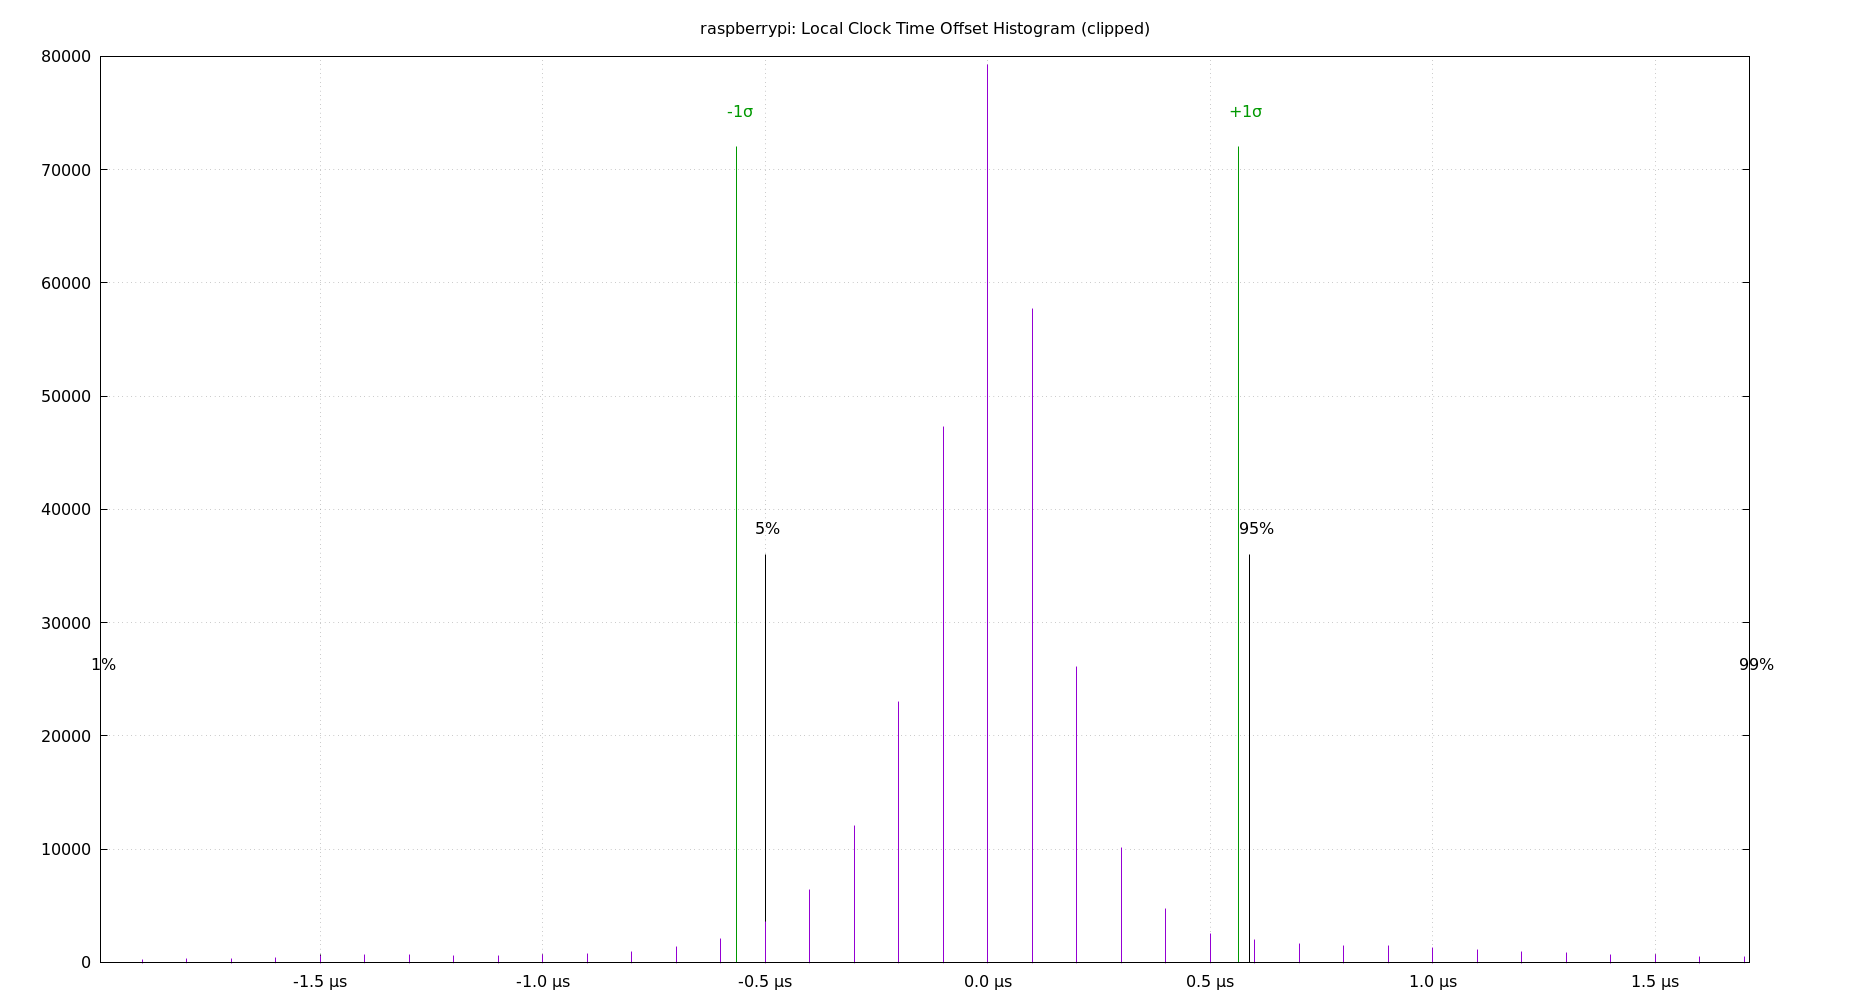 raspberrypi: Local Clock Time Offset Histogram (clipped)
80000
-1σ
+1σ
70000
60000
50000
40000
5%
95%
30000
1%
99%
20000
10000
0
-1.5 µs
-1.0 µs
-0.5 µs
0.0 µs
0.5 µs
1.0 µs
1.5 µs